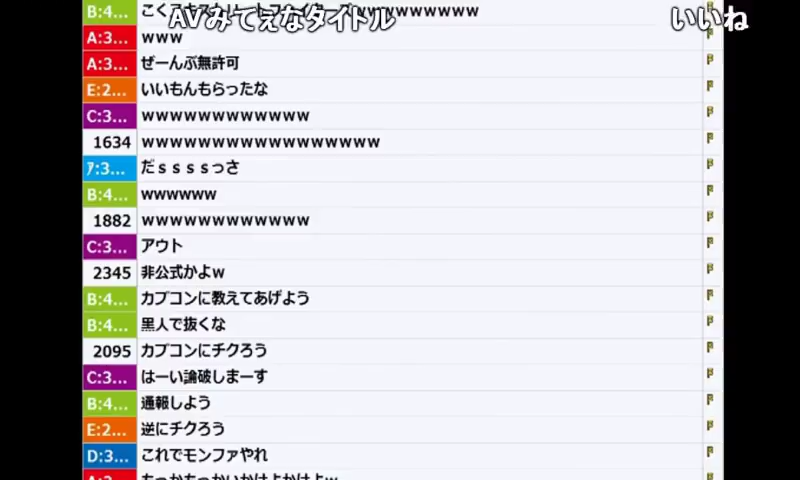 AVみてぇなタイトル
いいね
B:4...
A:3... www
A:3... ぜーんぶ無許可
E:2... いいもんもらったな
C:3... wwwwwwwwwwww
1634 wwwwwwwwwwwwwwwww
ｱ:3... だｓｓｓｓっさ
B:4... wwwwww
1882 wwwwwwwwwwww
C:3... アウト
2345 非公式かよw
B:4... カプコンに教えてあげよう
B:4... 黒人で抜くな
2095 カプコンにチクろう
C:3... はーい論破しまーす
B:4... 通報しよう
E:2... 逆にチクろう
D:3... これでモンファやれ